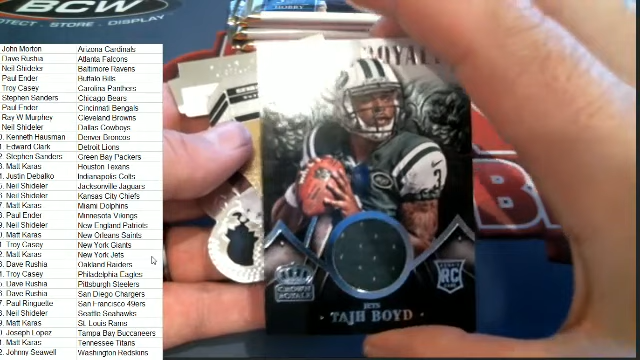 BCW
PROTECT . STORE . DISPLAY
HOBBY
John Morton Arizona Cardinals
Dave Rushia Atlanta Falcons
Neil Shideler Baltimore Ravens
Paul Ender Buffalo Bills
Troy Casey Carolina Panthers
Stephen Sanders Chicago Bears
Paul Ender Cincinnati Bengals
Ray W Murphey Cleveland Browns
Neil Shideler Dallas Cowboys
Kenneth Hausman Denver Broncos
Edward Clark Detroit Lions
Stephen Sanders Green Bay Packers
Matt Karas Houston Texans
Justin Debalko Indianapolis Colts
Neil Shideler Jacksonville Jaguars
Neil Shideler Kansas City Chiefs
Matt Karas Miami Dolphins
Paul Ender Minnesota Vikings
Neil Shideler New England Patriots
Matt Karas New Orleans Saints
Troy Casey New York Giants
Matt Karas New York Jets
Dave Rushia Oakland Raiders
Troy Casey Philadelphia Eagles
Dave Rushia Pittsburgh Steelers
Dave Rushia San Diego Chargers
Paul Ringuette San Francisco 49ers
Neil Shideler Seattle Seahawks
Matt Karas St. Louis Rams
Joseph Lopez Tampa Bay Buccaneers
Matt Karas Tennessee Titans
Johnny Seawell Washington Redskins
3
CROWN
ROYALE
RC
JETS
TAJH BOYD